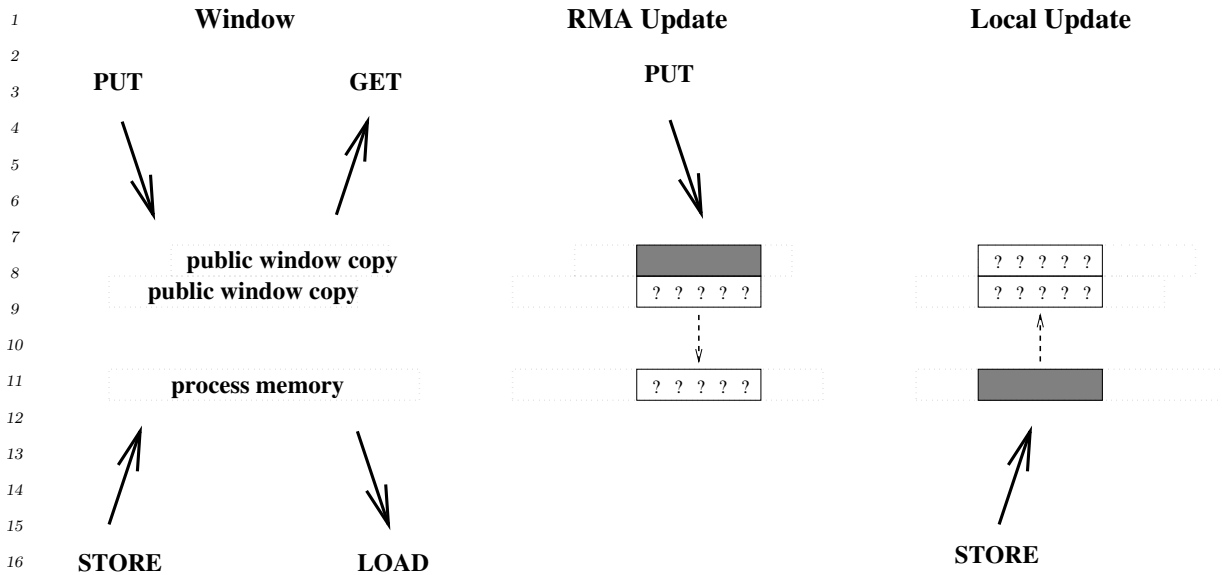 1 Window RMA Update Local Update
2
PUT GET PUT
3
4
5
6
7
public window copy ? ? ? ? ?
8
public window copy ? ? ? ? ? ? ? ? ? ?
9
10
11 process memory ? ? ? ? ?
12
13
14
15
16 STORE LOAD STORE